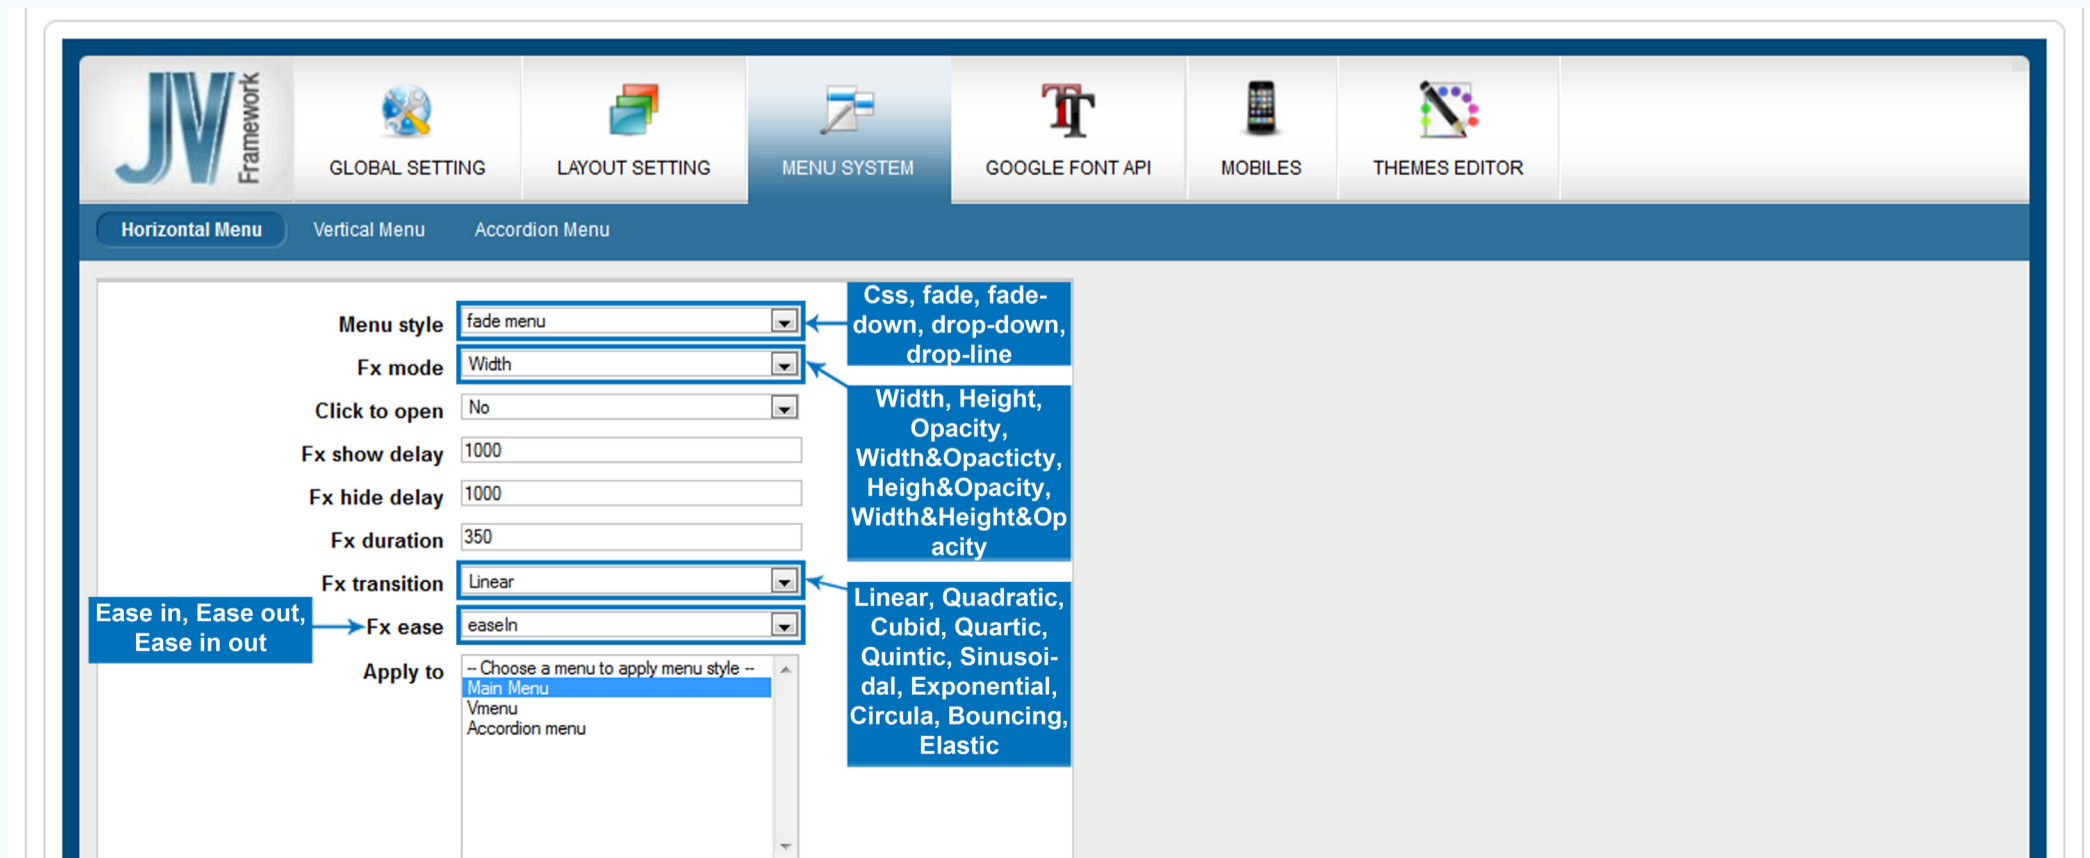 JV Framework
GLOBAL SETTING
LAYOUT SETTING
MENU SYSTEM
GOOGLE FONT API
MOBILES
THEMES EDITOR
Horizontal Menu
Vertical Menu
Accordion Menu
Menu style
fade menu
Css, fade, fade-
down, drop-down,
drop-line
Fx mode
Width
Width, Height,
Opacity,
Width&Opacticty,
Heigh&Opacity,
Width&Height&Op
acity
Click to open
No
Fx show delay
1000
Fx hide delay
1000
Fx duration
350
Fx transition
Linear
Linear, Quadratic,
Cubid, Quartic,
Quintic, Sinusoi-
dal, Exponential,
Circula, Bouncing,
Elastic
Ease in, Ease out,
Ease in out
Fx ease
easeIn
Apply to
-- Choose a menu to apply menu style --
Main Menu
Vmenu
Accordion menu